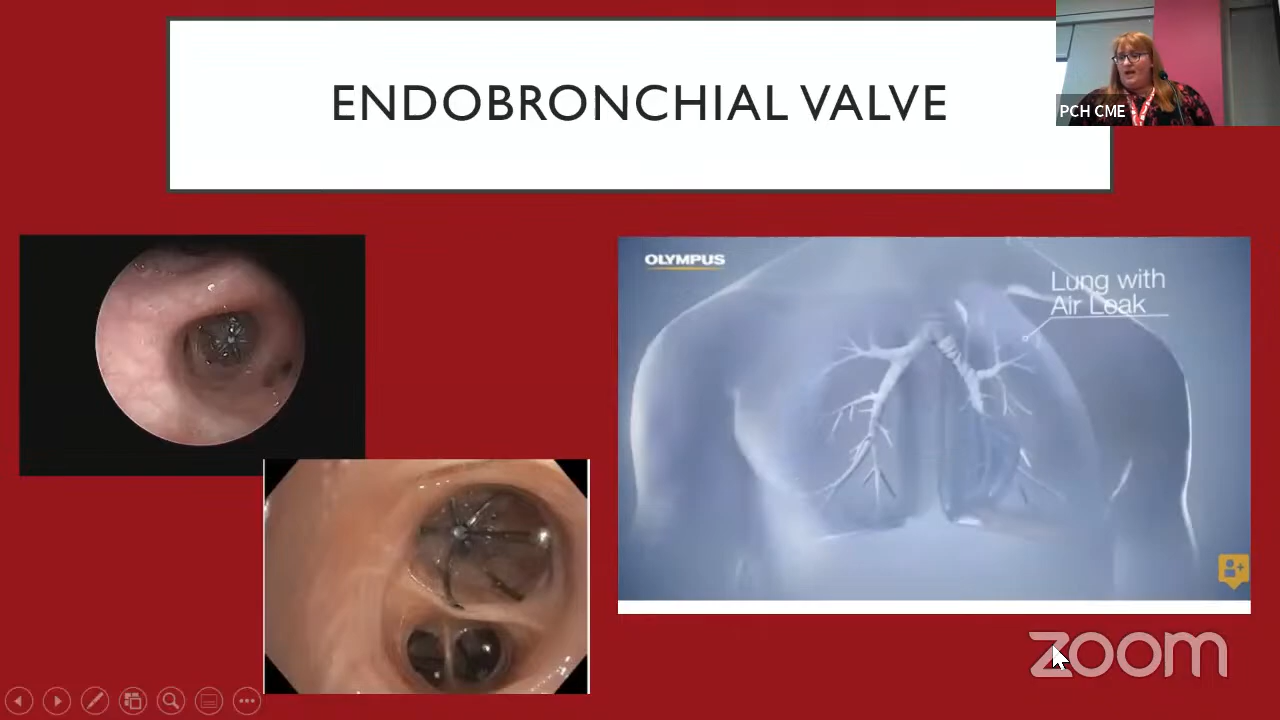 ENDOBRONCHIAL VALVE
PCH CME
OLYMPUS
Lung with
Air Leak
zoom